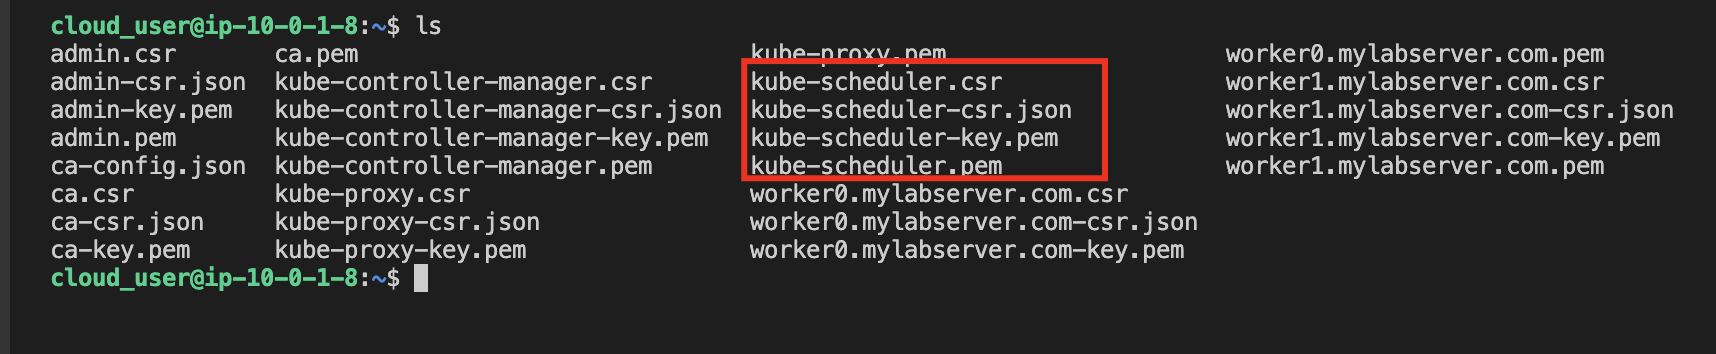 cloud_user@ip-10-0-1-8:~$ ls
admin.csr ca.pem kube-proxy.pem worker0.mylabserver.com.pem
admin-csr.json kube-controller-manager.csr kube-scheduler.csr worker1.mylabserver.com.csr
admin-key.pem kube-controller-manager-csr.json kube-scheduler-csr.json worker1.mylabserver.com-csr.json
admin.pem kube-controller-manager-key.pem kube-scheduler-key.pem worker1.mylabserver.com-key.pem
ca-config.json kube-controller-manager.pem kube-scheduler.pem worker1.mylabserver.com.pem
ca.csr kube-proxy.csr worker0.mylabserver.com.csr
ca-csr.json kube-proxy-csr.json worker0.mylabserver.com-csr.json
ca-key.pem kube-proxy-key.pem worker0.mylabserver.com-key.pem
cloud_user@ip-10-0-1-8:~$